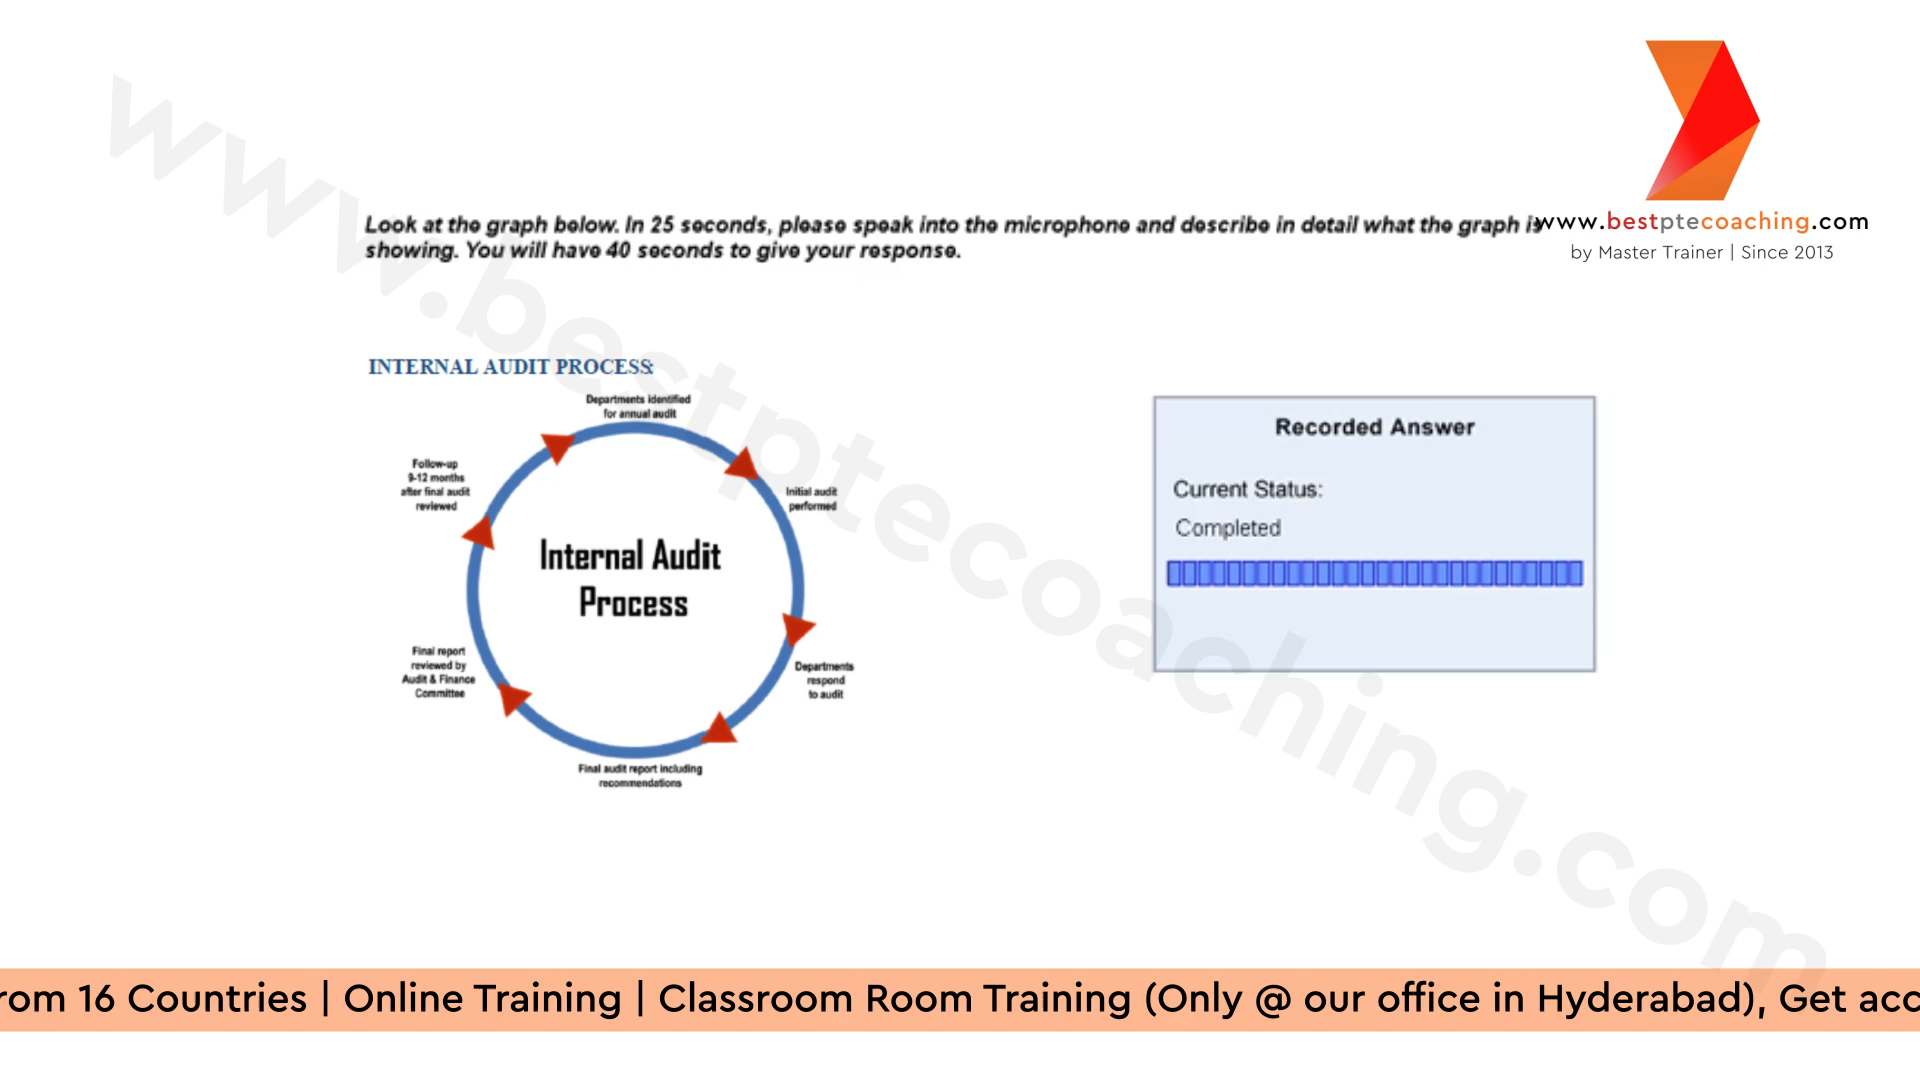 www.bestptecoaching.com
Look at the graph below. In 25 seconds, please speak into the microphone and describe in detail what the graph is
showing. You will have 40 seconds to give your response.
www.bestptecoaching.com
by Master Trainer | Since 2013
INTERNAL AUDIT PROCESS:
Departments identified
for annual audit
Initial audit
performed
Departments
respond
to audit
Final audit report including
recommendations
Final report
reviewed by
Audit & Finance
Committee
Follow-up
9-12 months
after final audit
reviewed
Internal Audit
Process
Recorded Answer
Current Status:
Completed
rom 16 Countries | Online Training | Classroom Room Training (Only @ our office in Hyderabad), Get acc